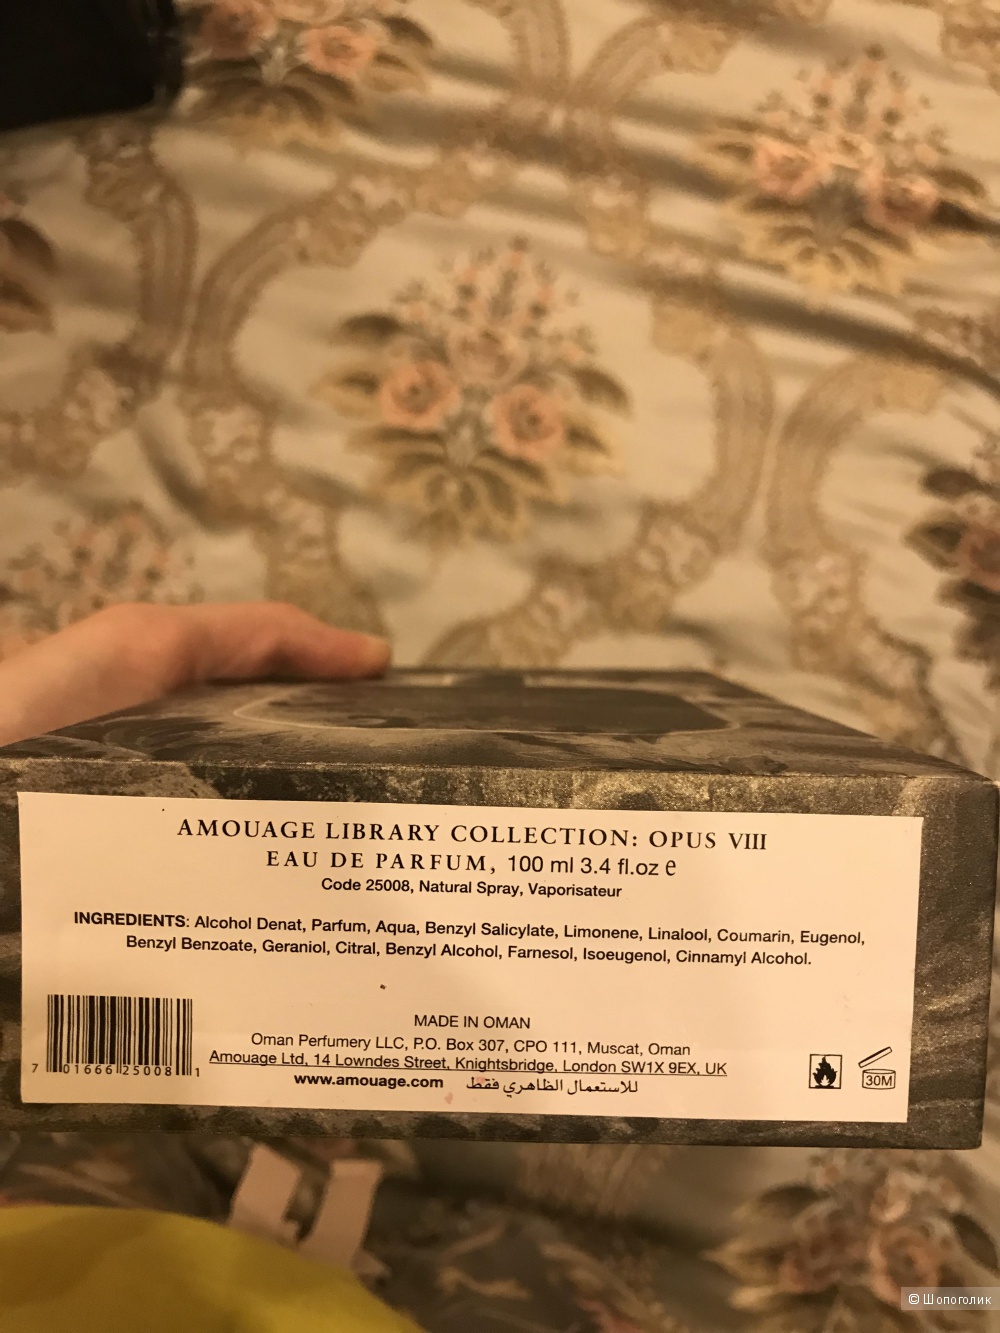 AMOUAGE LIBRARY COLLECTION: OPUS VIII
EAU DE PARFUM, 100 ml 3.4 fl.oz e
Code 25008, Natural Spray, Vaporisateur
INGREDIENTS: Alcohol Denat, Parfum, Aqua, Benzyl Salicylate, Limonene, Linalool, Coumarin, Eugenol,
Benzyl Benzoate, Geraniol, Citral, Benzyl Alcohol, Farnesol, Isoeugenol, Cinnamyl Alcohol.
MADE IN OMAN
Oman Perfumery LLC, P.O. Box 307, CPO 111, Muscat, Oman
Amouage Ltd, 14 Lowndes Street, Knightsbridge, London SW1X 9EX, UK
www.amouage.com للاستعمال الظاهري فقط
7 01666 25008 1
30M
© Шопоголик